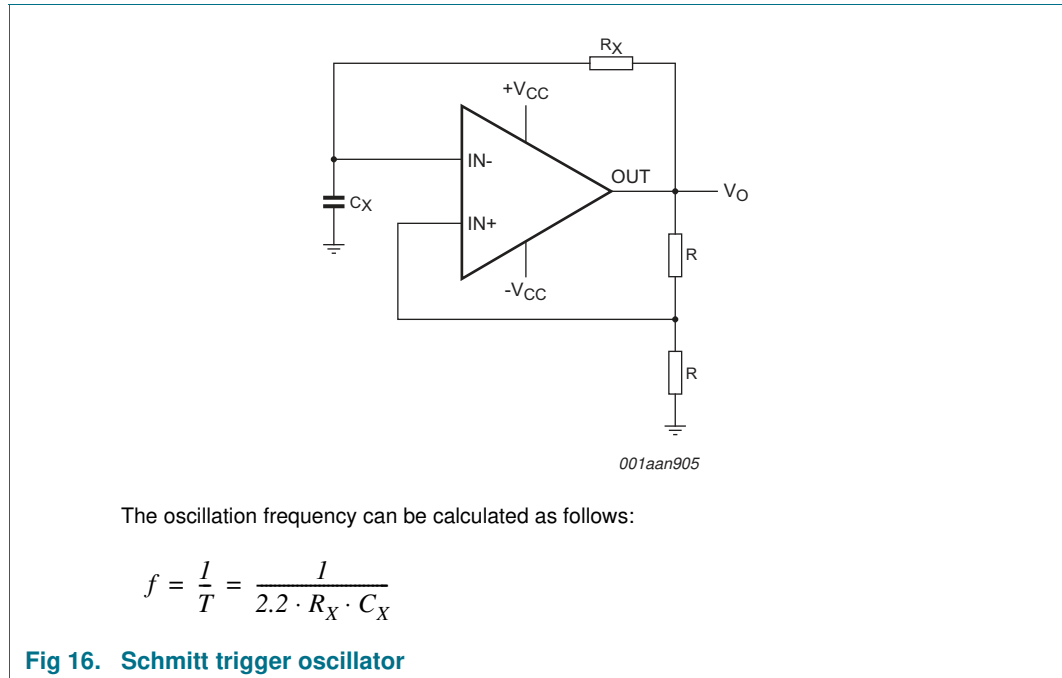 RX
+VCC
IN-
OUT
VO
CX
IN+
R
-VCC
R
001aan905
The oscillation frequency can be calculated as follows:
f = 1/T = 1/(2.2 · RX · CX)
Fig 16. Schmitt trigger oscillator